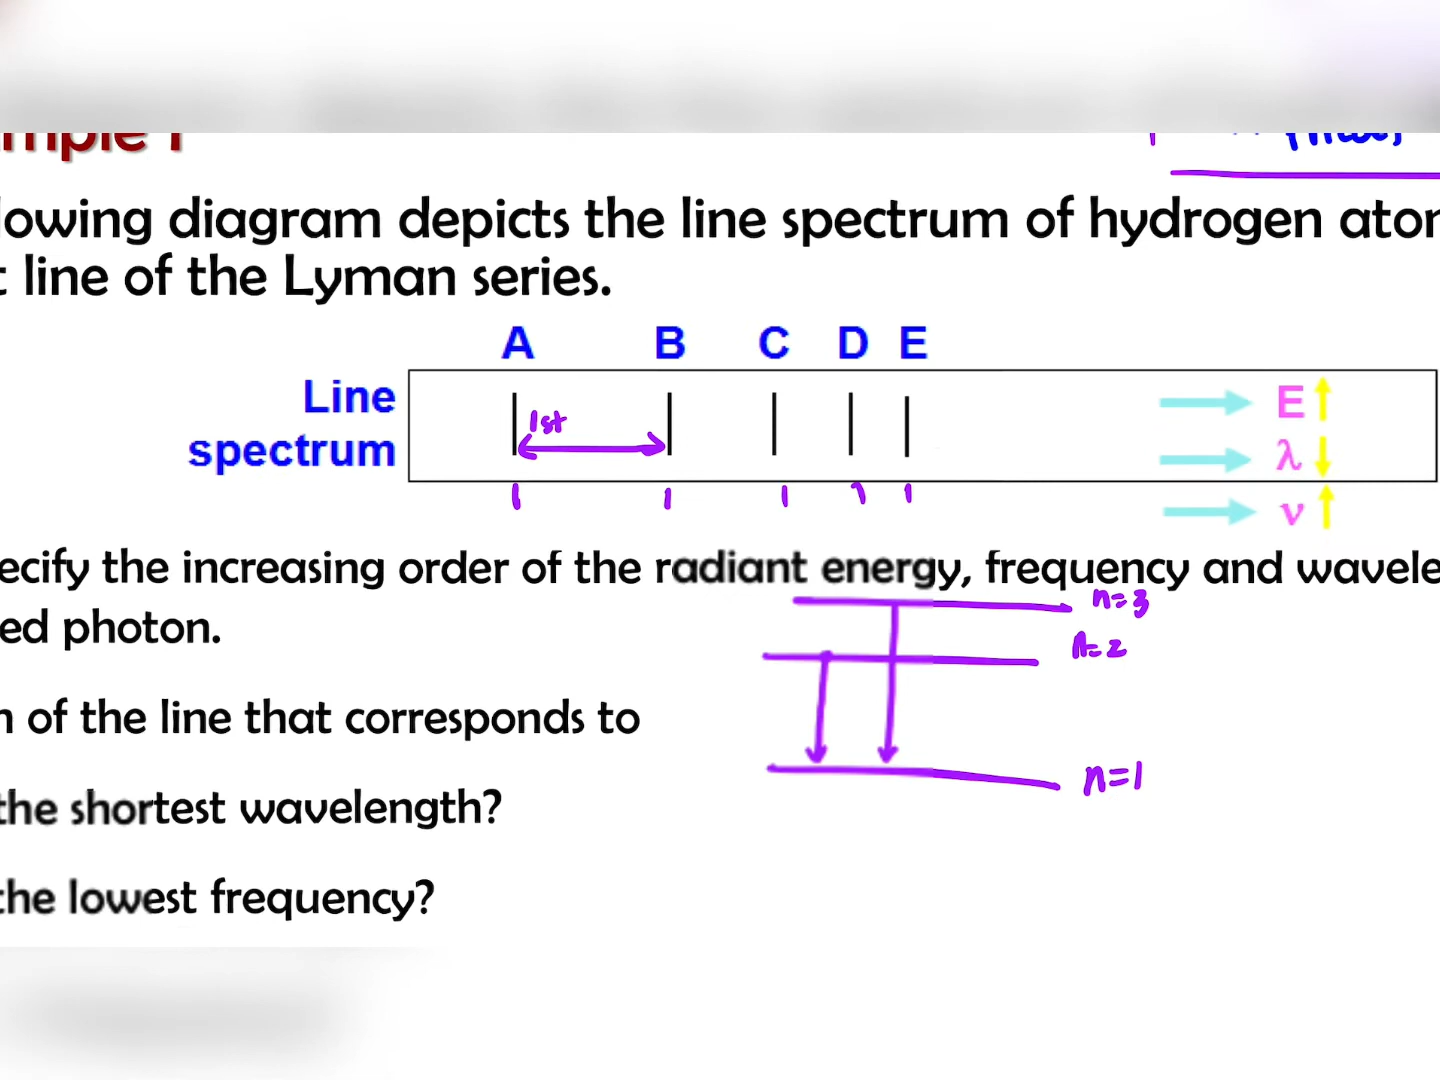 lowing diagram depicts the line spectrum of hydrogen
line of the Lyman series.
A B C D E
Line spectrum
1st
E
λ
ν
ecify the increasing order of the radiant energy, frequency and wavele
n=3
ed photon.
n=2
of the line that corresponds to
n=1
the shortest wavelength?
the lowest frequency?